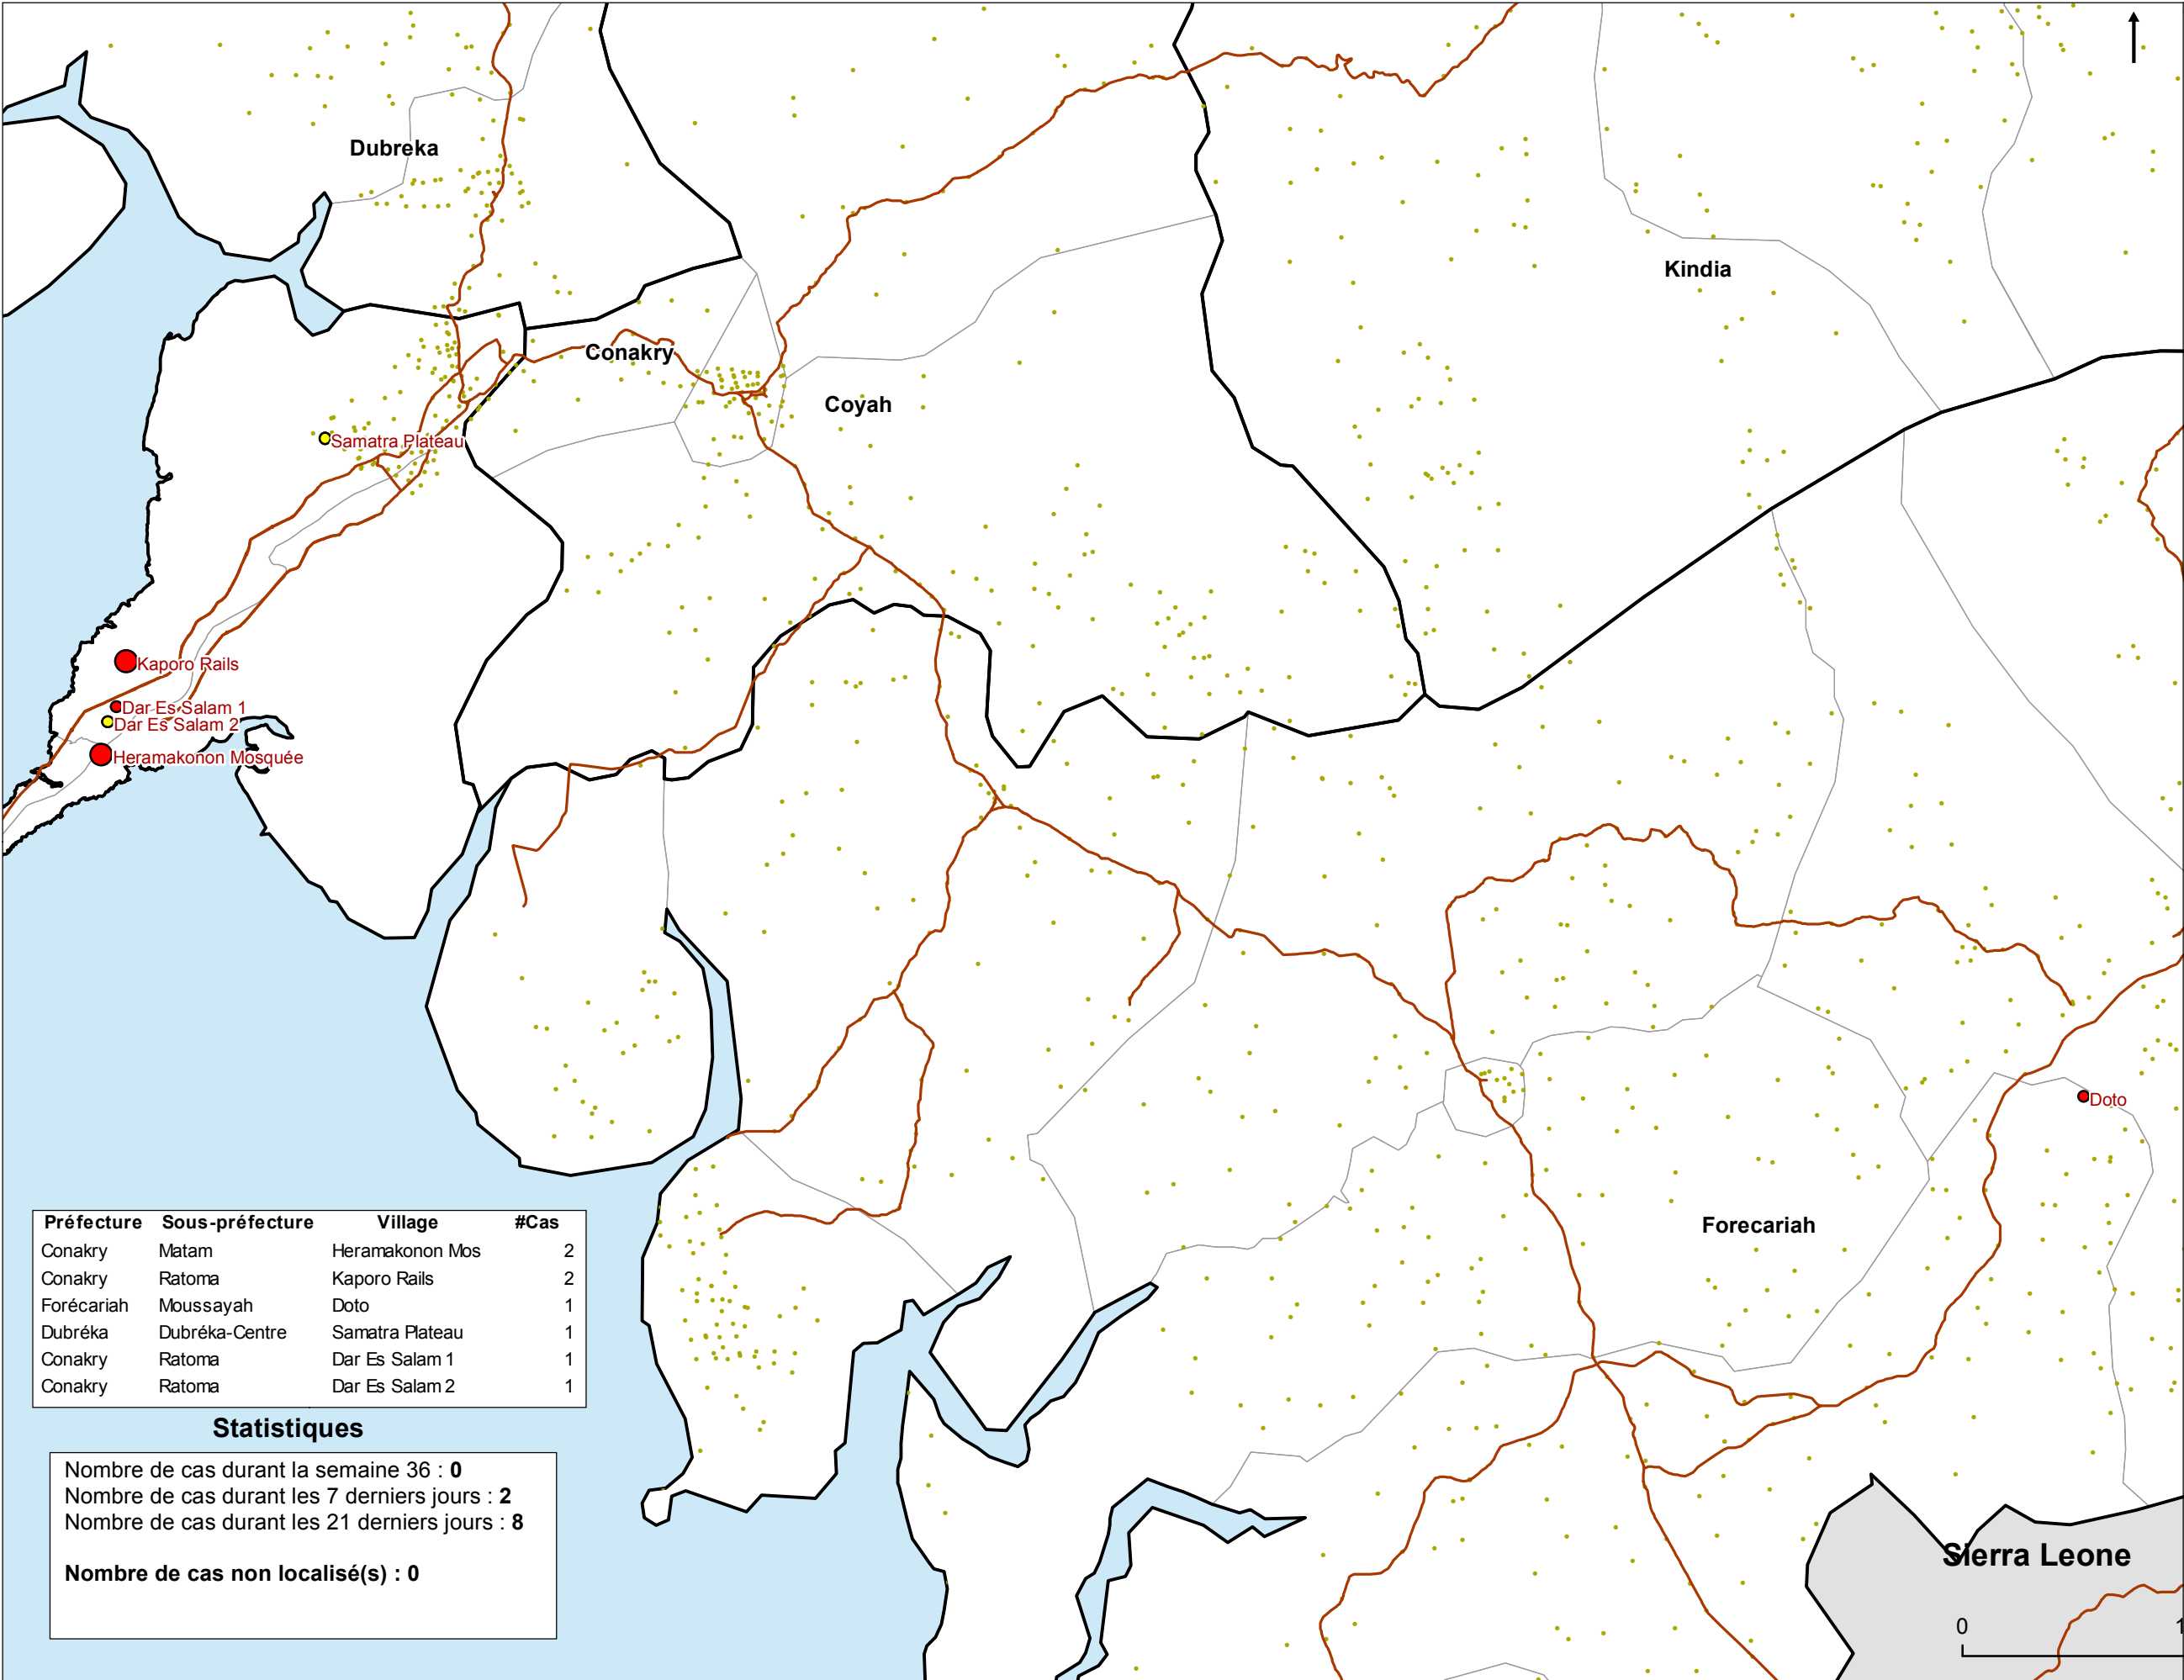 Dubreka
Kindia
Conakry
Coyah
Samatra Plateau
Kaporo Rails
Dar Es Salam 1
Dar Es Salam 2
Heramakonon Mosquée
Doto
Forecariah
Préfecture Sous-préfecture Village #Cas
Conakry Matam Heramakonon Mos 2
Conakry Ratoma Kaporo Rails 2
Forécariah Moussayah Doto 1
Dubréka Dubréka-Centre Samatra Plateau 1
Conakry Ratoma Dar Es Salam 1 1
Conakry Ratoma Dar Es Salam 2 1
Statistiques
Nombre de cas durant la semaine 36 : 0
Nombre de cas durant les 7 derniers jours : 2
Nombre de cas durant les 21 derniers jours : 8
Nombre de cas non localisé(s) : 0
Sierra Leone
0